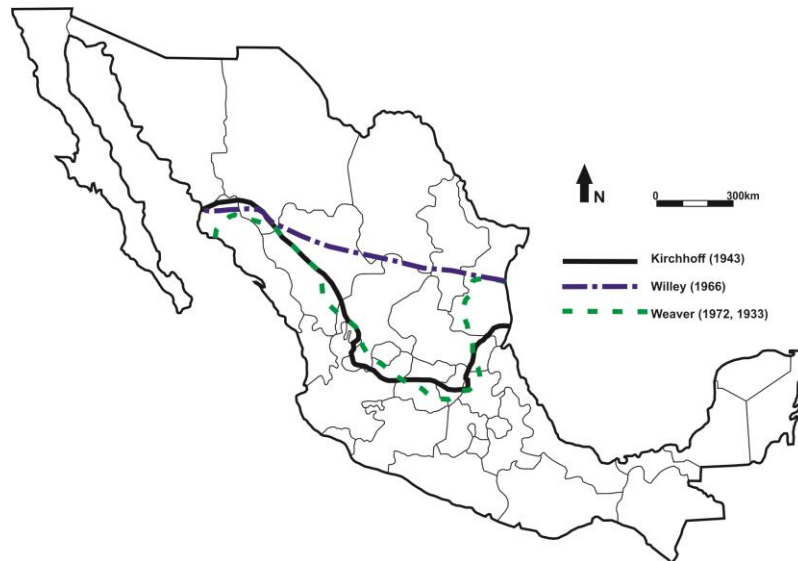 N
0 300km
Kirchhoff (1943)
Willey (1966)
Weaver (1972, 1933)